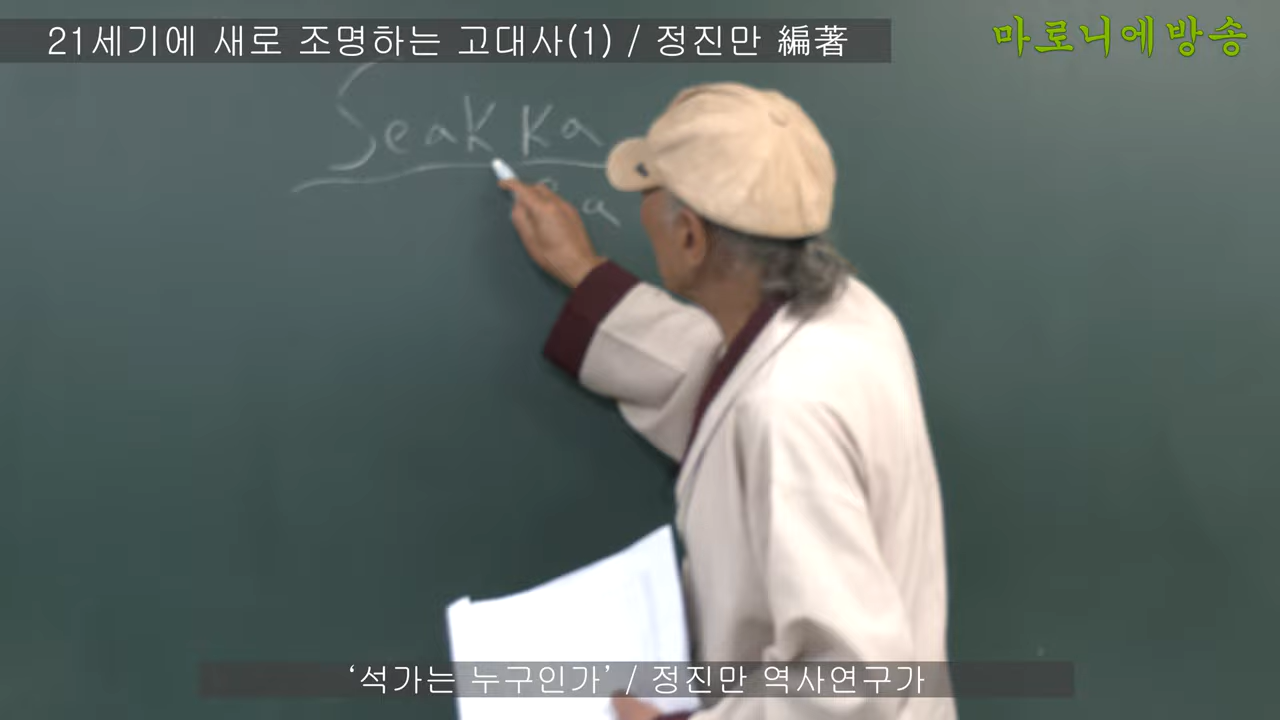 21세기에 새로 조명하는 고대사(1) / 정진만 編著
마로니에방송
Seak Ka
a
‘석가는 누구인가’ / 정진만 역사연구가